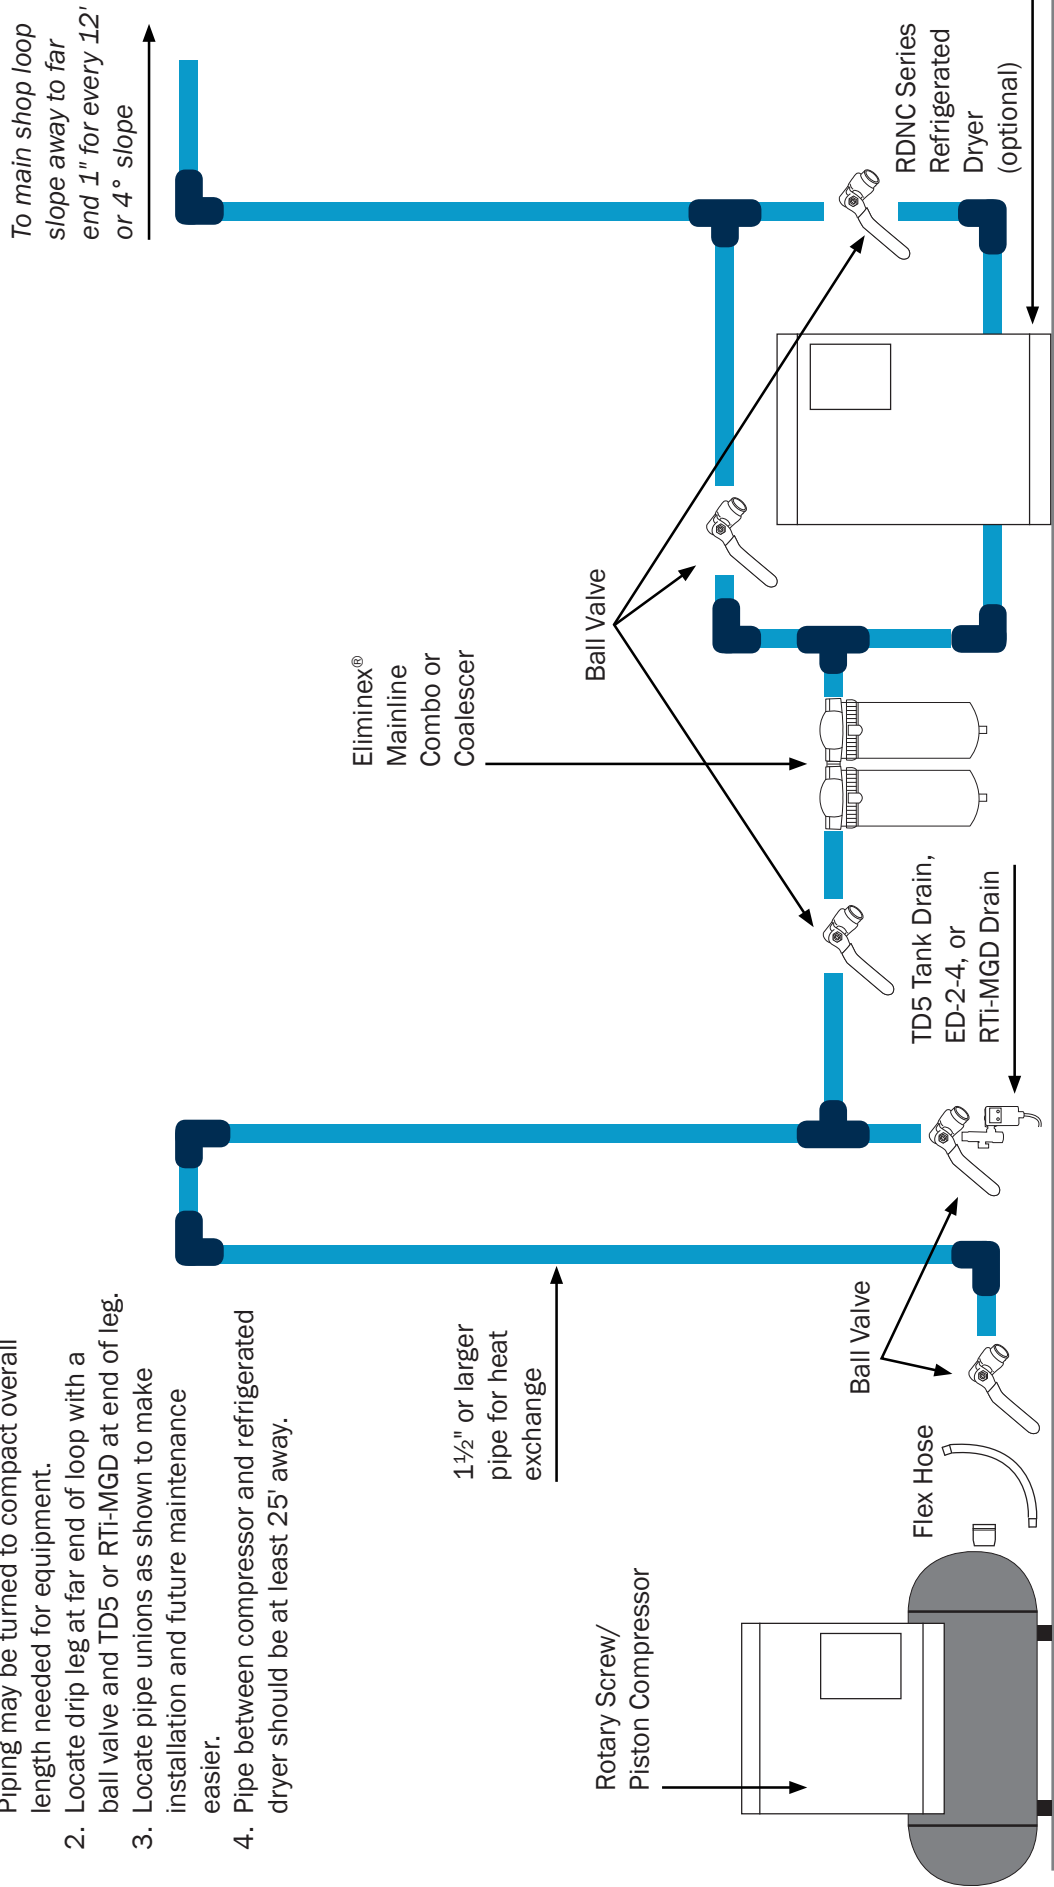 Piping may be turned to compact overall
length needed for equipment.
2. Locate drip leg at far end of loop with a
ball valve and TD5 or RTi-MGD at end of leg.
3. Locate pipe unions as shown to make
installation and future maintenance
easier.
4. Pipe between compressor and refrigerated
dryer should be at least 25' away.
To main shop loop
slope away to far
end 1" for every 12'
or 4° slope
Eliminex®
Mainline
Combo or
Coalescer
1½" or larger
pipe for heat
exchange
Ball Valve
Rotary Screw/
Piston Compressor
Ball Valve
Flex Hose
TD5 Tank Drain,
ED-2-4, or
RTi-MGD Drain
RDNC Series
Refrigerated
Dryer
(optional)